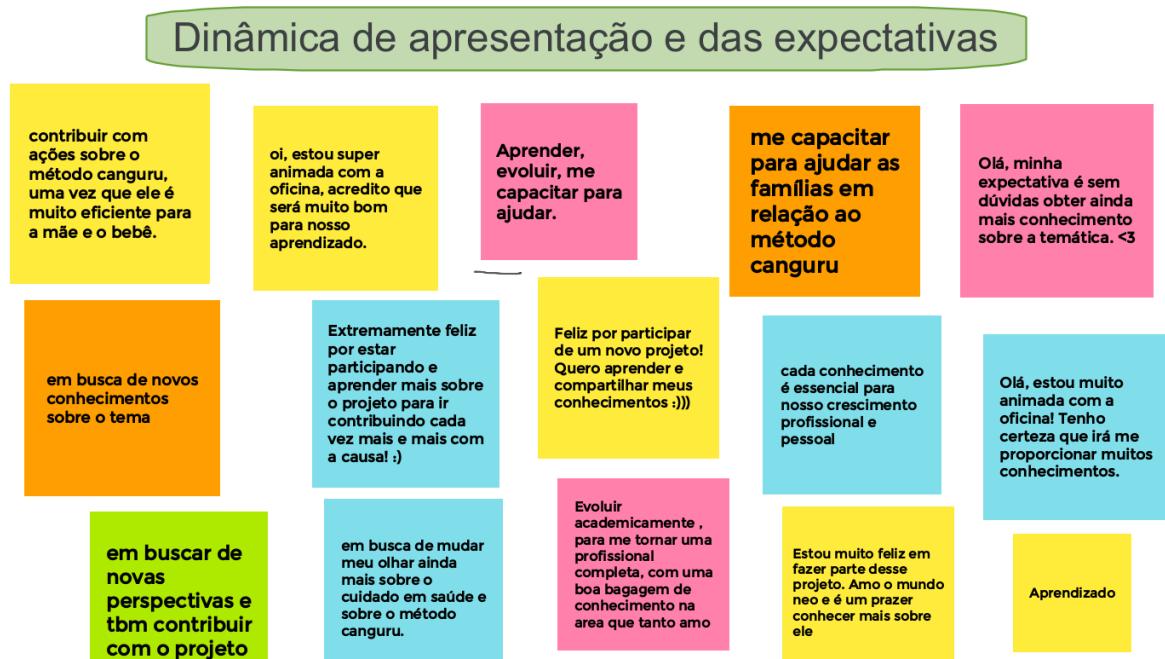 Dinâmica de apresentação e das expectativas
contribuir com
ações sobre o
método canguru,
uma vez que ele é
muito eficiente para
a mãe e o bebê.
oi, estou super
animada com a
oficina, acredito que
será muito bom
para nosso
aprendizado.
Aprender,
evoluir, me
capacitar para
ajudar.
me capacitar
para ajudar as
famílias em
relação ao
método
canguru
Olá, minha
expectativa é sem
dúvidas obter ainda
mais conhecimento
sobre a temática. <3
em busca de novos
conhecimentos
sobre o tema
Extremamente feliz
por estar
participando e
aprender mais sobre
o projeto para ir
contribuindo cada
vez mais e mais com
a causa! :)
Feliz por participar
de um novo projeto!
Quero aprender e
compartilhar meus
conhecimentos :)))
cada conhecimento
é essencial para
nosso crescimento
profissional e
pessoal
Olá, estou muito
animada com a
oficina! Tenho
certeza que irá me
proporcionar muitos
conhecimentos.
em buscar de
novas
perspectivas e
tbm contribuir
com o projeto
em busca de mudar
meu olhar ainda
mais sobre o
cuidado em saúde e
sobre o método
canguru.
Evoluir
academicamente ,
para me tornar uma
profissional
completa, com uma
boa bagagem de
conhecimento na
area que tanto amo
Estou muito feliz em
fazer parte desse
projeto. Amo o mundo
neo e é um prazer
conhecer mais sobre
ele
Aprendizado